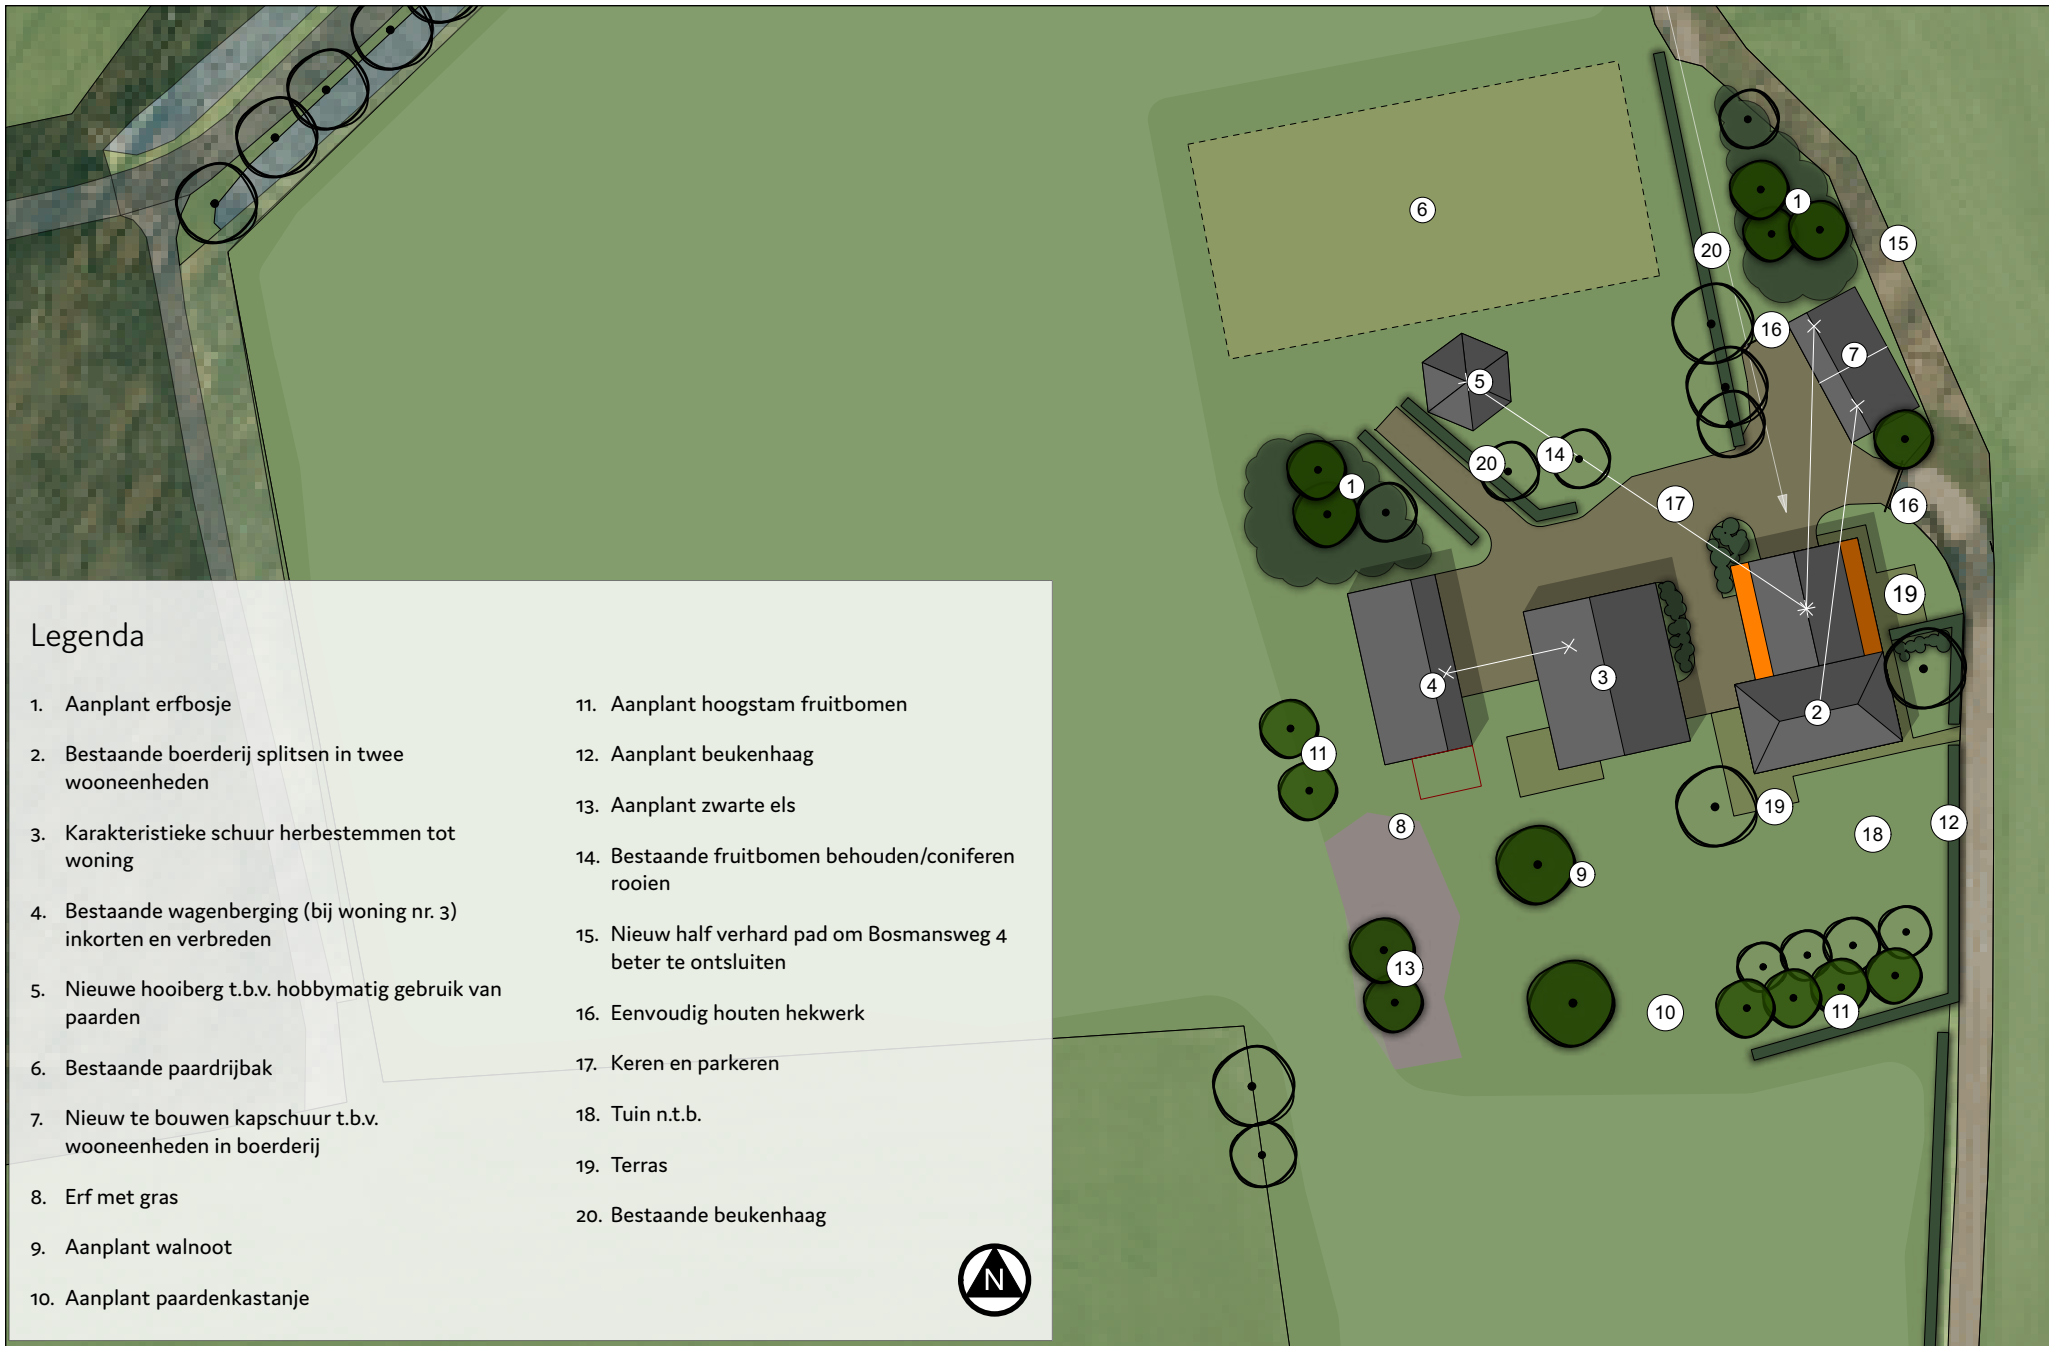 6
1
15
20
16
7
5
14
20
1
17
16
19
4
3
2
11
8
19
18
12
9
13
10
11
Legenda
1. Aanplant erfbosje
2. Bestaande boerderij splitsen in twee
wooneenheden
3. Karakteristieke schuur herbestemmen tot
woning
4. Bestaande wagenberging (bij woning nr. 3)
inkorten en verbreden
5. Nieuwe hooiberg t.b.v. hobbymatig gebruik van
paarden
6. Bestaande paardrijbak
7. Nieuw te bouwen kapschuur t.b.v.
wooneenheden in boerderij
8. Erf met gras
9. Aanplant walnoot
10. Aanplant paardenkastanje
11. Aanplant hoogstam fruitbomen
12. Aanplant beukenhaag
13. Aanplant zwarte els
14. Bestaande fruitbomen behouden/coniferen
rooien
15. Nieuw half verhard pad om Bosmansweg 4
beter te ontsluiten
16. Eenvoudig houten hekwerk
17. Keren en parkeren
18. Tuin n.t.b.
19. Terras
20. Bestaande beukenhaag
N